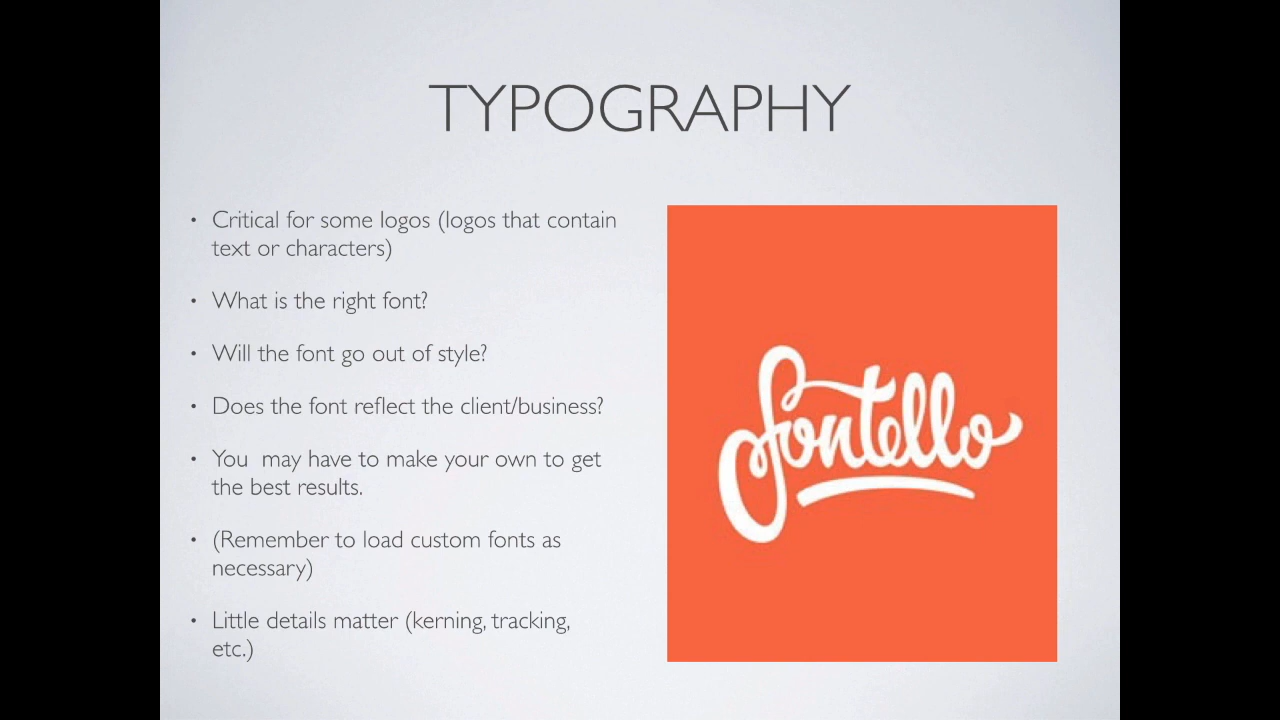 TYPOGRAPHY
• Critical for some logos (logos that contain
text or characters)
• What is the right font?
• Will the font go out of style?
• Does the font reflect the client/business?
• You  may have to make your own to get
the best results.
• (Remember to load custom fonts as
necessary)
• Little details matter (kerning, tracking,
etc.)
fontello